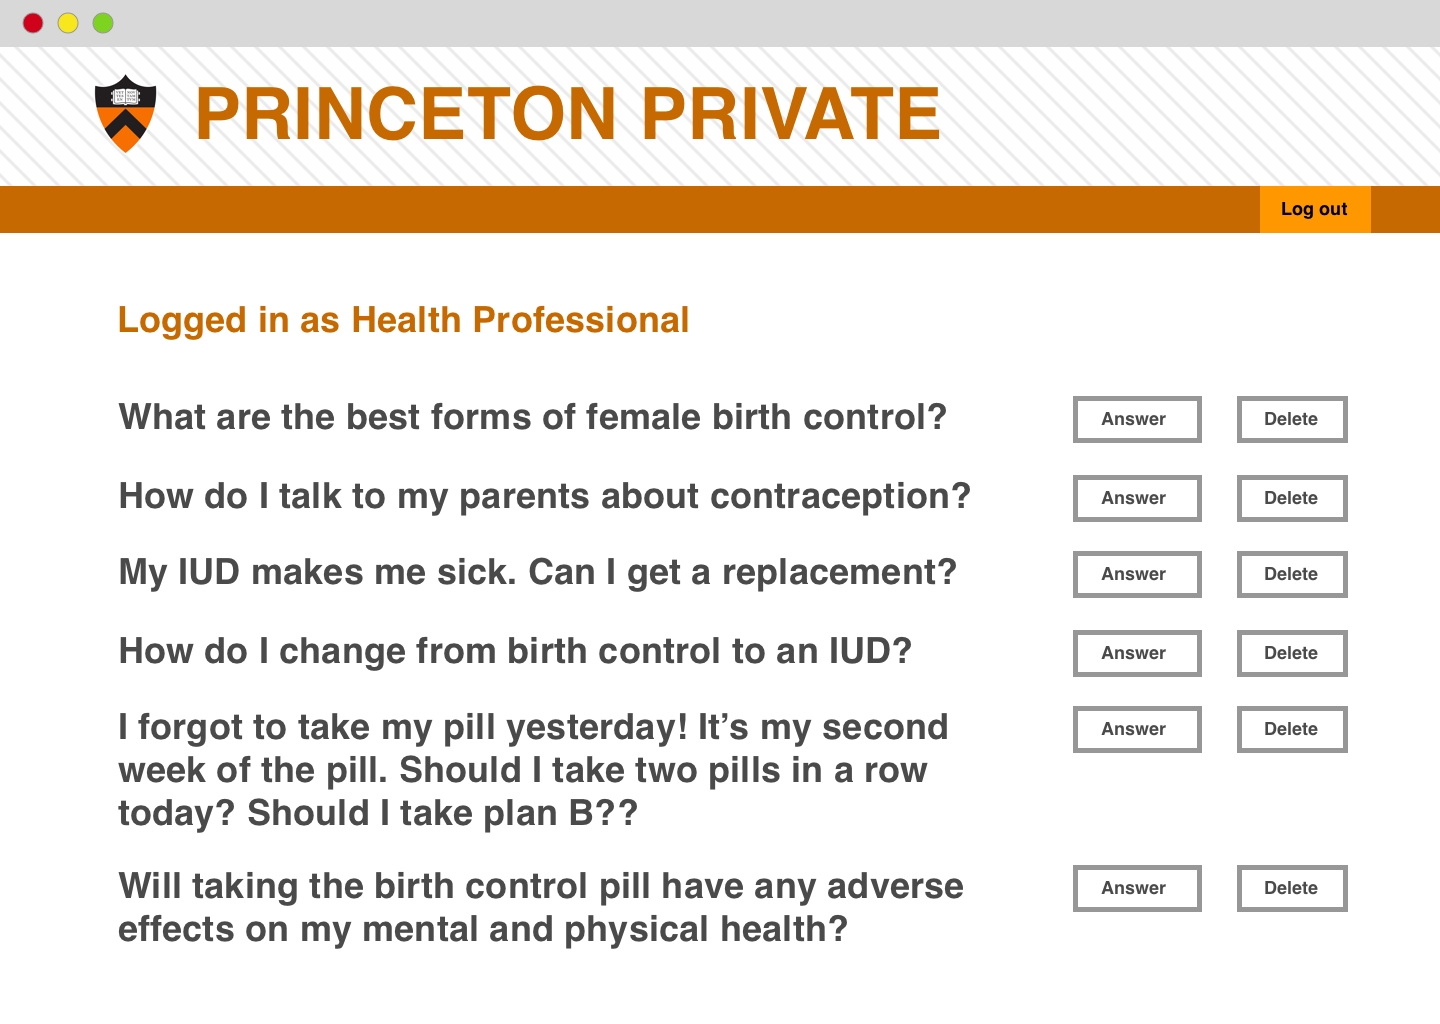 PRINCETON PRIVATE
Log out
Logged in as Health Professional
What are the best forms of female birth control?
Answer
Delete
How do I talk to my parents about contraception?
Answer
Delete
My IUD makes me sick. Can I get a replacement?
Answer
Delete
How do I change from birth control to an IUD?
Answer
Delete
I forgot to take my pill yesterday! It’s my second
week of the pill. Should I take two pills in a row
today? Should I take plan B??
Answer
Delete
Will taking the birth control pill have any adverse
effects on my mental and physical health?
Answer
Delete